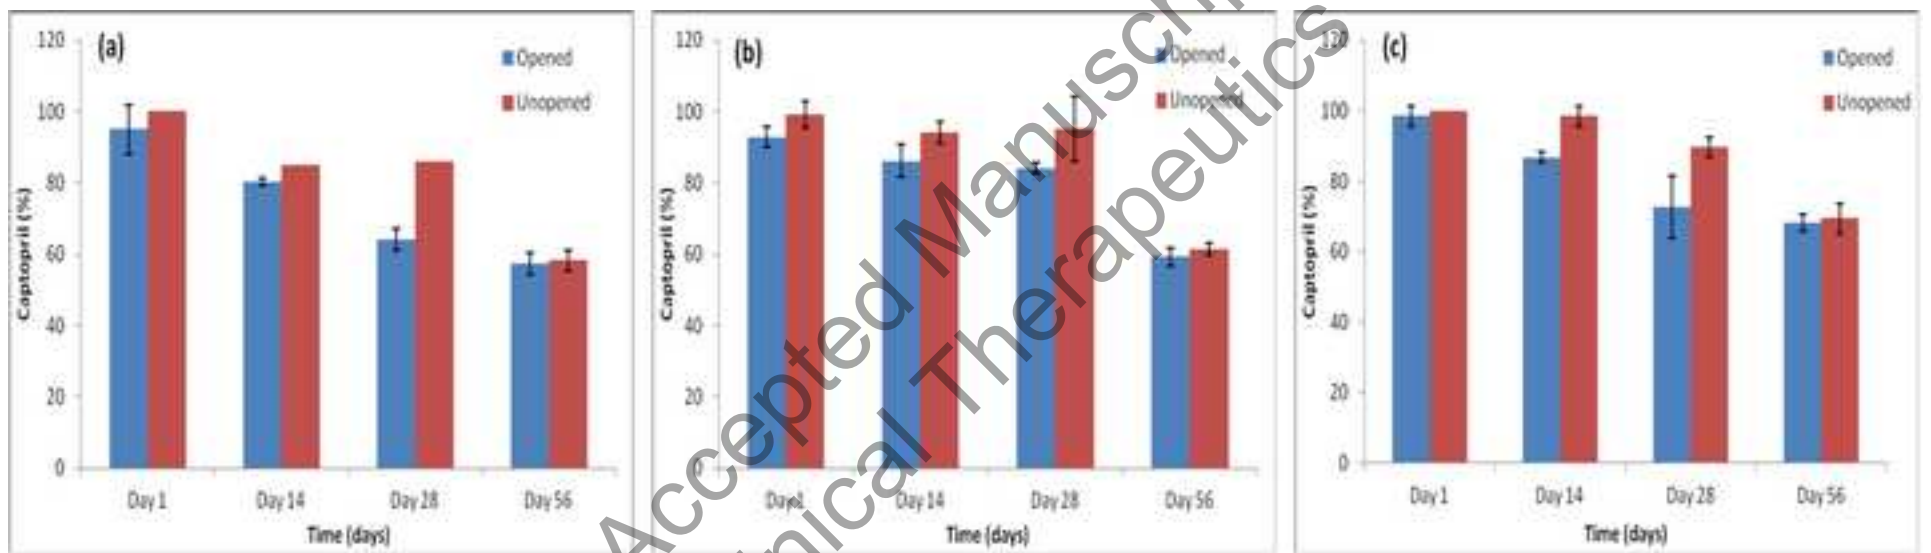 (a)
Opened
Unopened
120
100
80
60
40
20
0
Captopril (%)
Day 1
Day 14
Day 28
Day 56
Time (days)
(b)
Opened
Unopened
120
100
80
60
40
20
0
Captopril (%)
Day 1
Day 14
Day 28
Day 56
Time (days)
(c)
Opened
Unopened
120
100
80
60
40
20
0
Captopril (%)
Day 1
Day 14
Day 28
Day 56
Time (days)
Accepted
Therapeutics